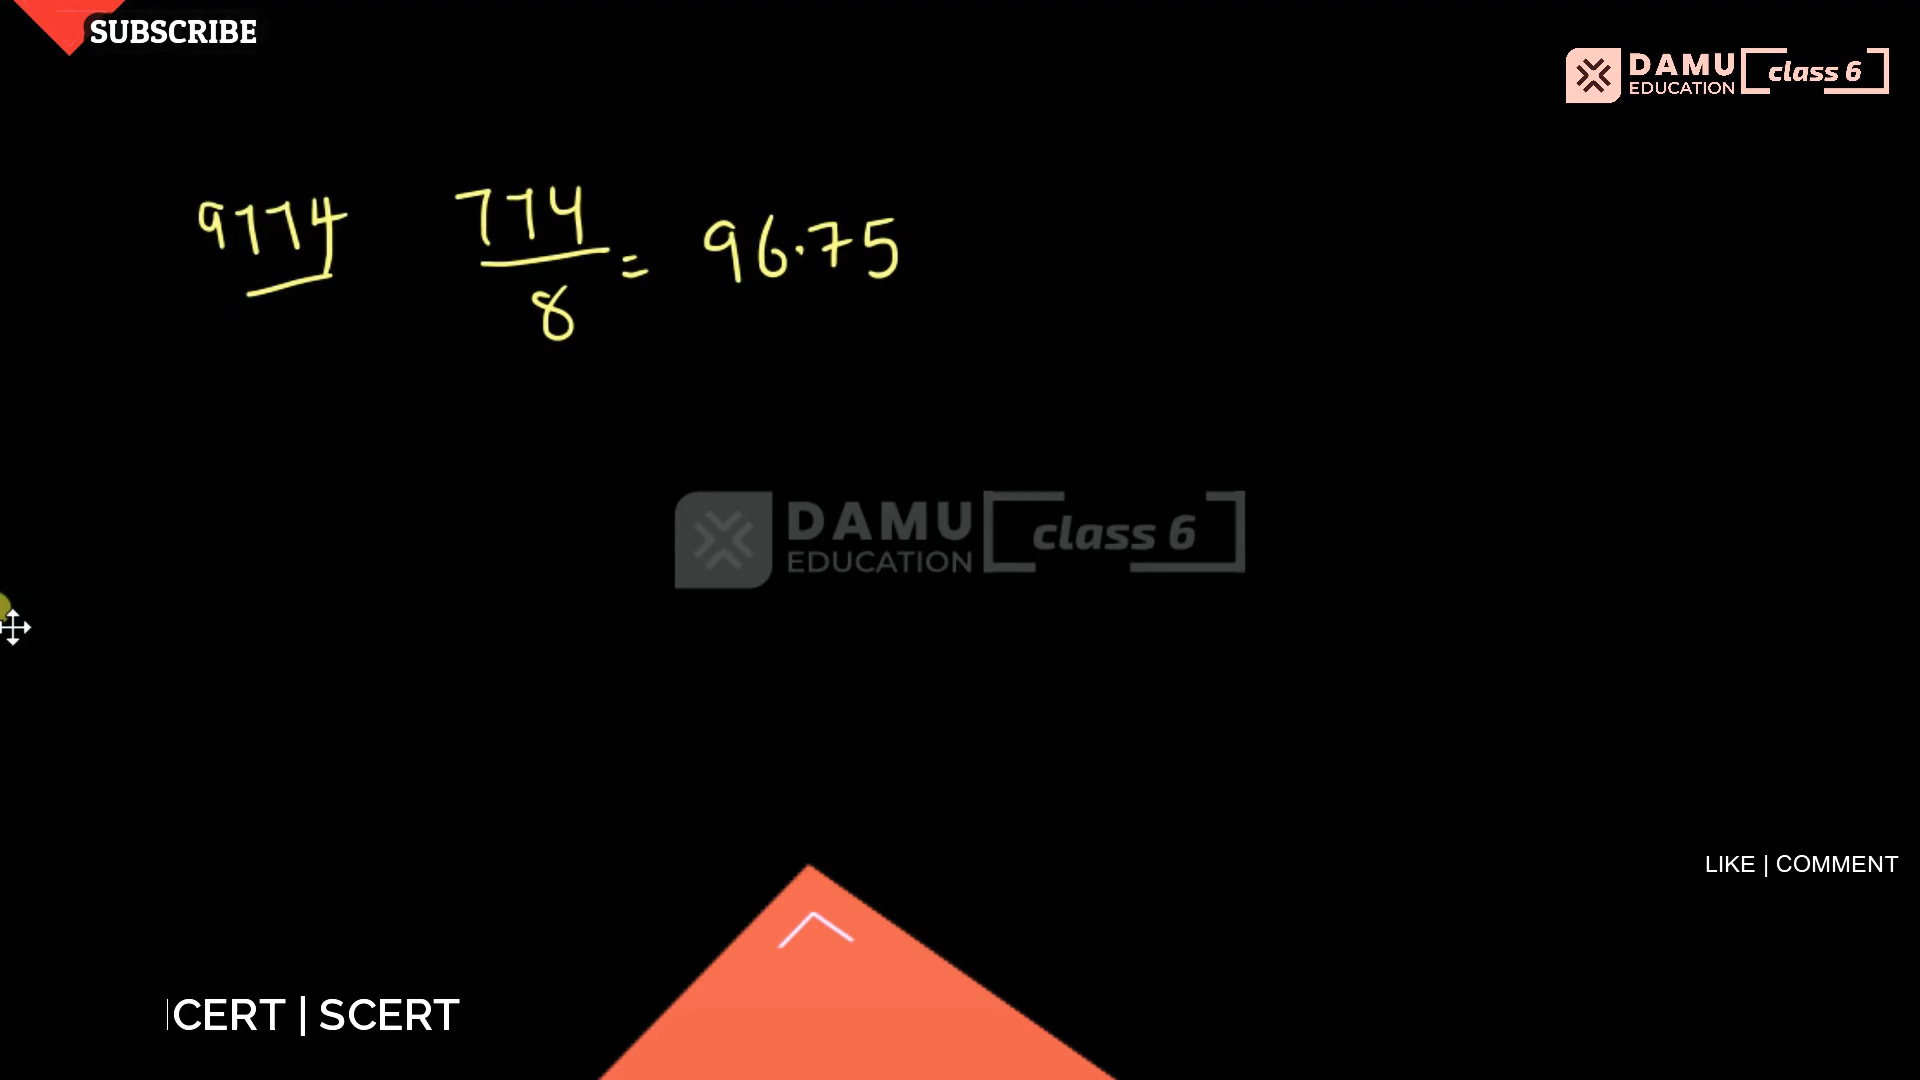 SUBSCRIBE
DAMU
EDUCATION
class 6
9774
774/8 = 96.75
DAMU
EDUCATION
class 6
LIKE | COMMENT
CERT | SCERT